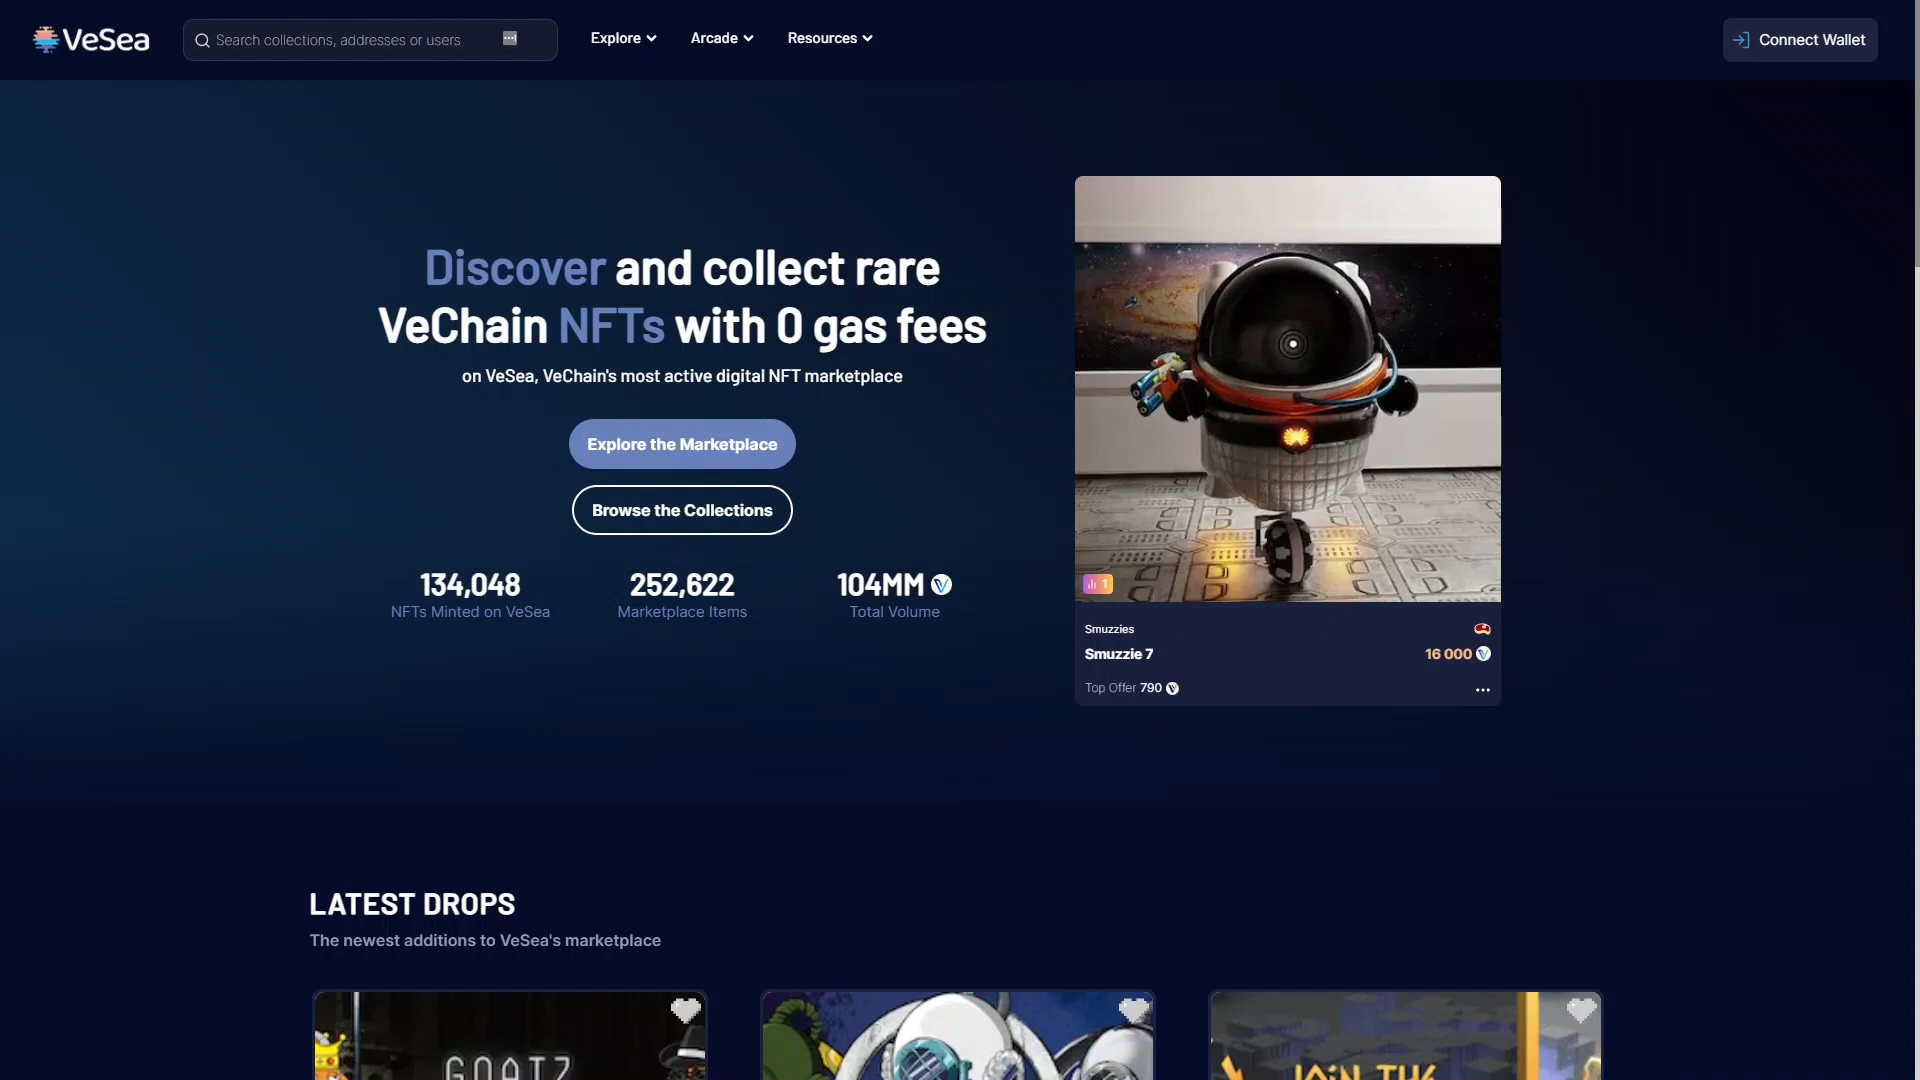 VeSea
Search collections, addresses or users
Explore
Arcade
Resources
Connect Wallet
Discover and collect rare
VeChain NFTs with 0 gas fees
on VeSea, VeChain's most active digital NFT marketplace
Explore the Marketplace
Browse the Collections
134,048
NFTs Minted on VeSea
252,622
Marketplace Items
104MM
Total Volume
1
Smuzzies
Smuzzie 7
16 000
Top Offer 790
LATEST DROPS
The newest additions to VeSea's marketplace
GOATZ
JOIN THE